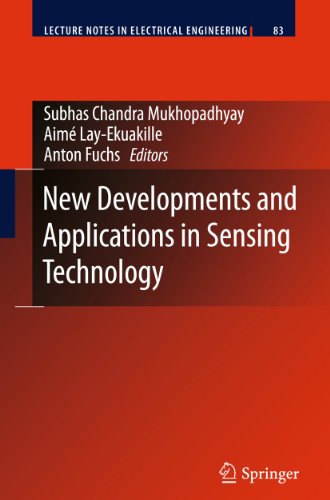 LECTURE NOTES IN ELECTRICAL ENGINEERING | 83
Subhas Chandra Mukhopadhyay
Aimé Lay-Ekuakille
Anton Fuchs Editors
New Developments and
Applications in Sensing
Technology
Springer